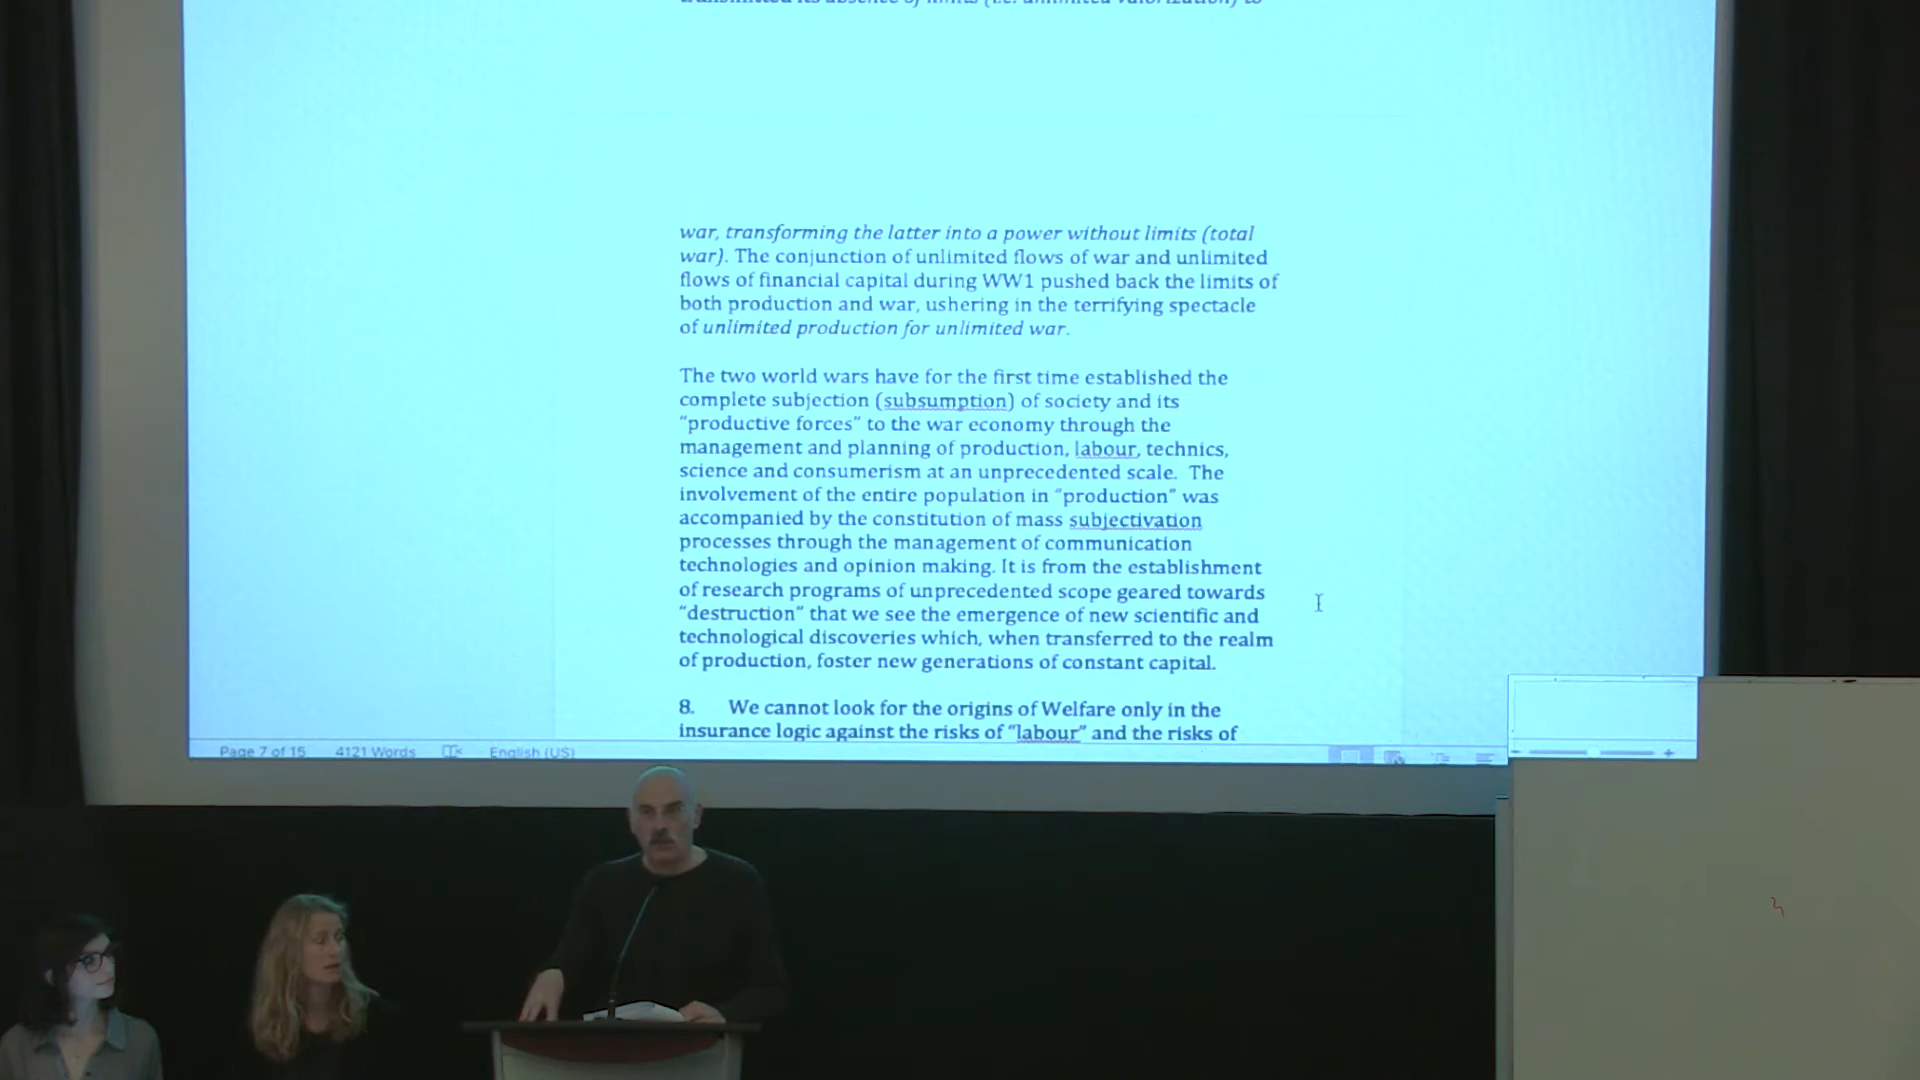 transmitted its absence of limits (i.e. unlimited valorization) to
war, transforming the latter into a power without limits (total
war). The conjunction of unlimited flows of war and unlimited
flows of financial capital during WW1 pushed back the limits of
both production and war, ushering in the terrifying spectacle
of unlimited production for unlimited war.
The two world wars have for the first time established the
complete subjection (subsumption) of society and its
“productive forces” to the war economy through the
management and planning of production, labour, technics,
science and consumerism at an unprecedented scale.  The
involvement of the entire population in “production” was
accompanied by the constitution of mass subjectivation
processes through the management of communication
technologies and opinion making. It is from the establishment
of research programs of unprecedented scope geared towards
“destruction” that we see the emergence of new scientific and
technological discoveries which, when transferred to the realm
of production, foster new generations of constant capital.
8. We cannot look for the origins of Welfare only in the
insurance logic against the risks of “labour” and the risks of
Page 7 of 15 4121 Words English (US)